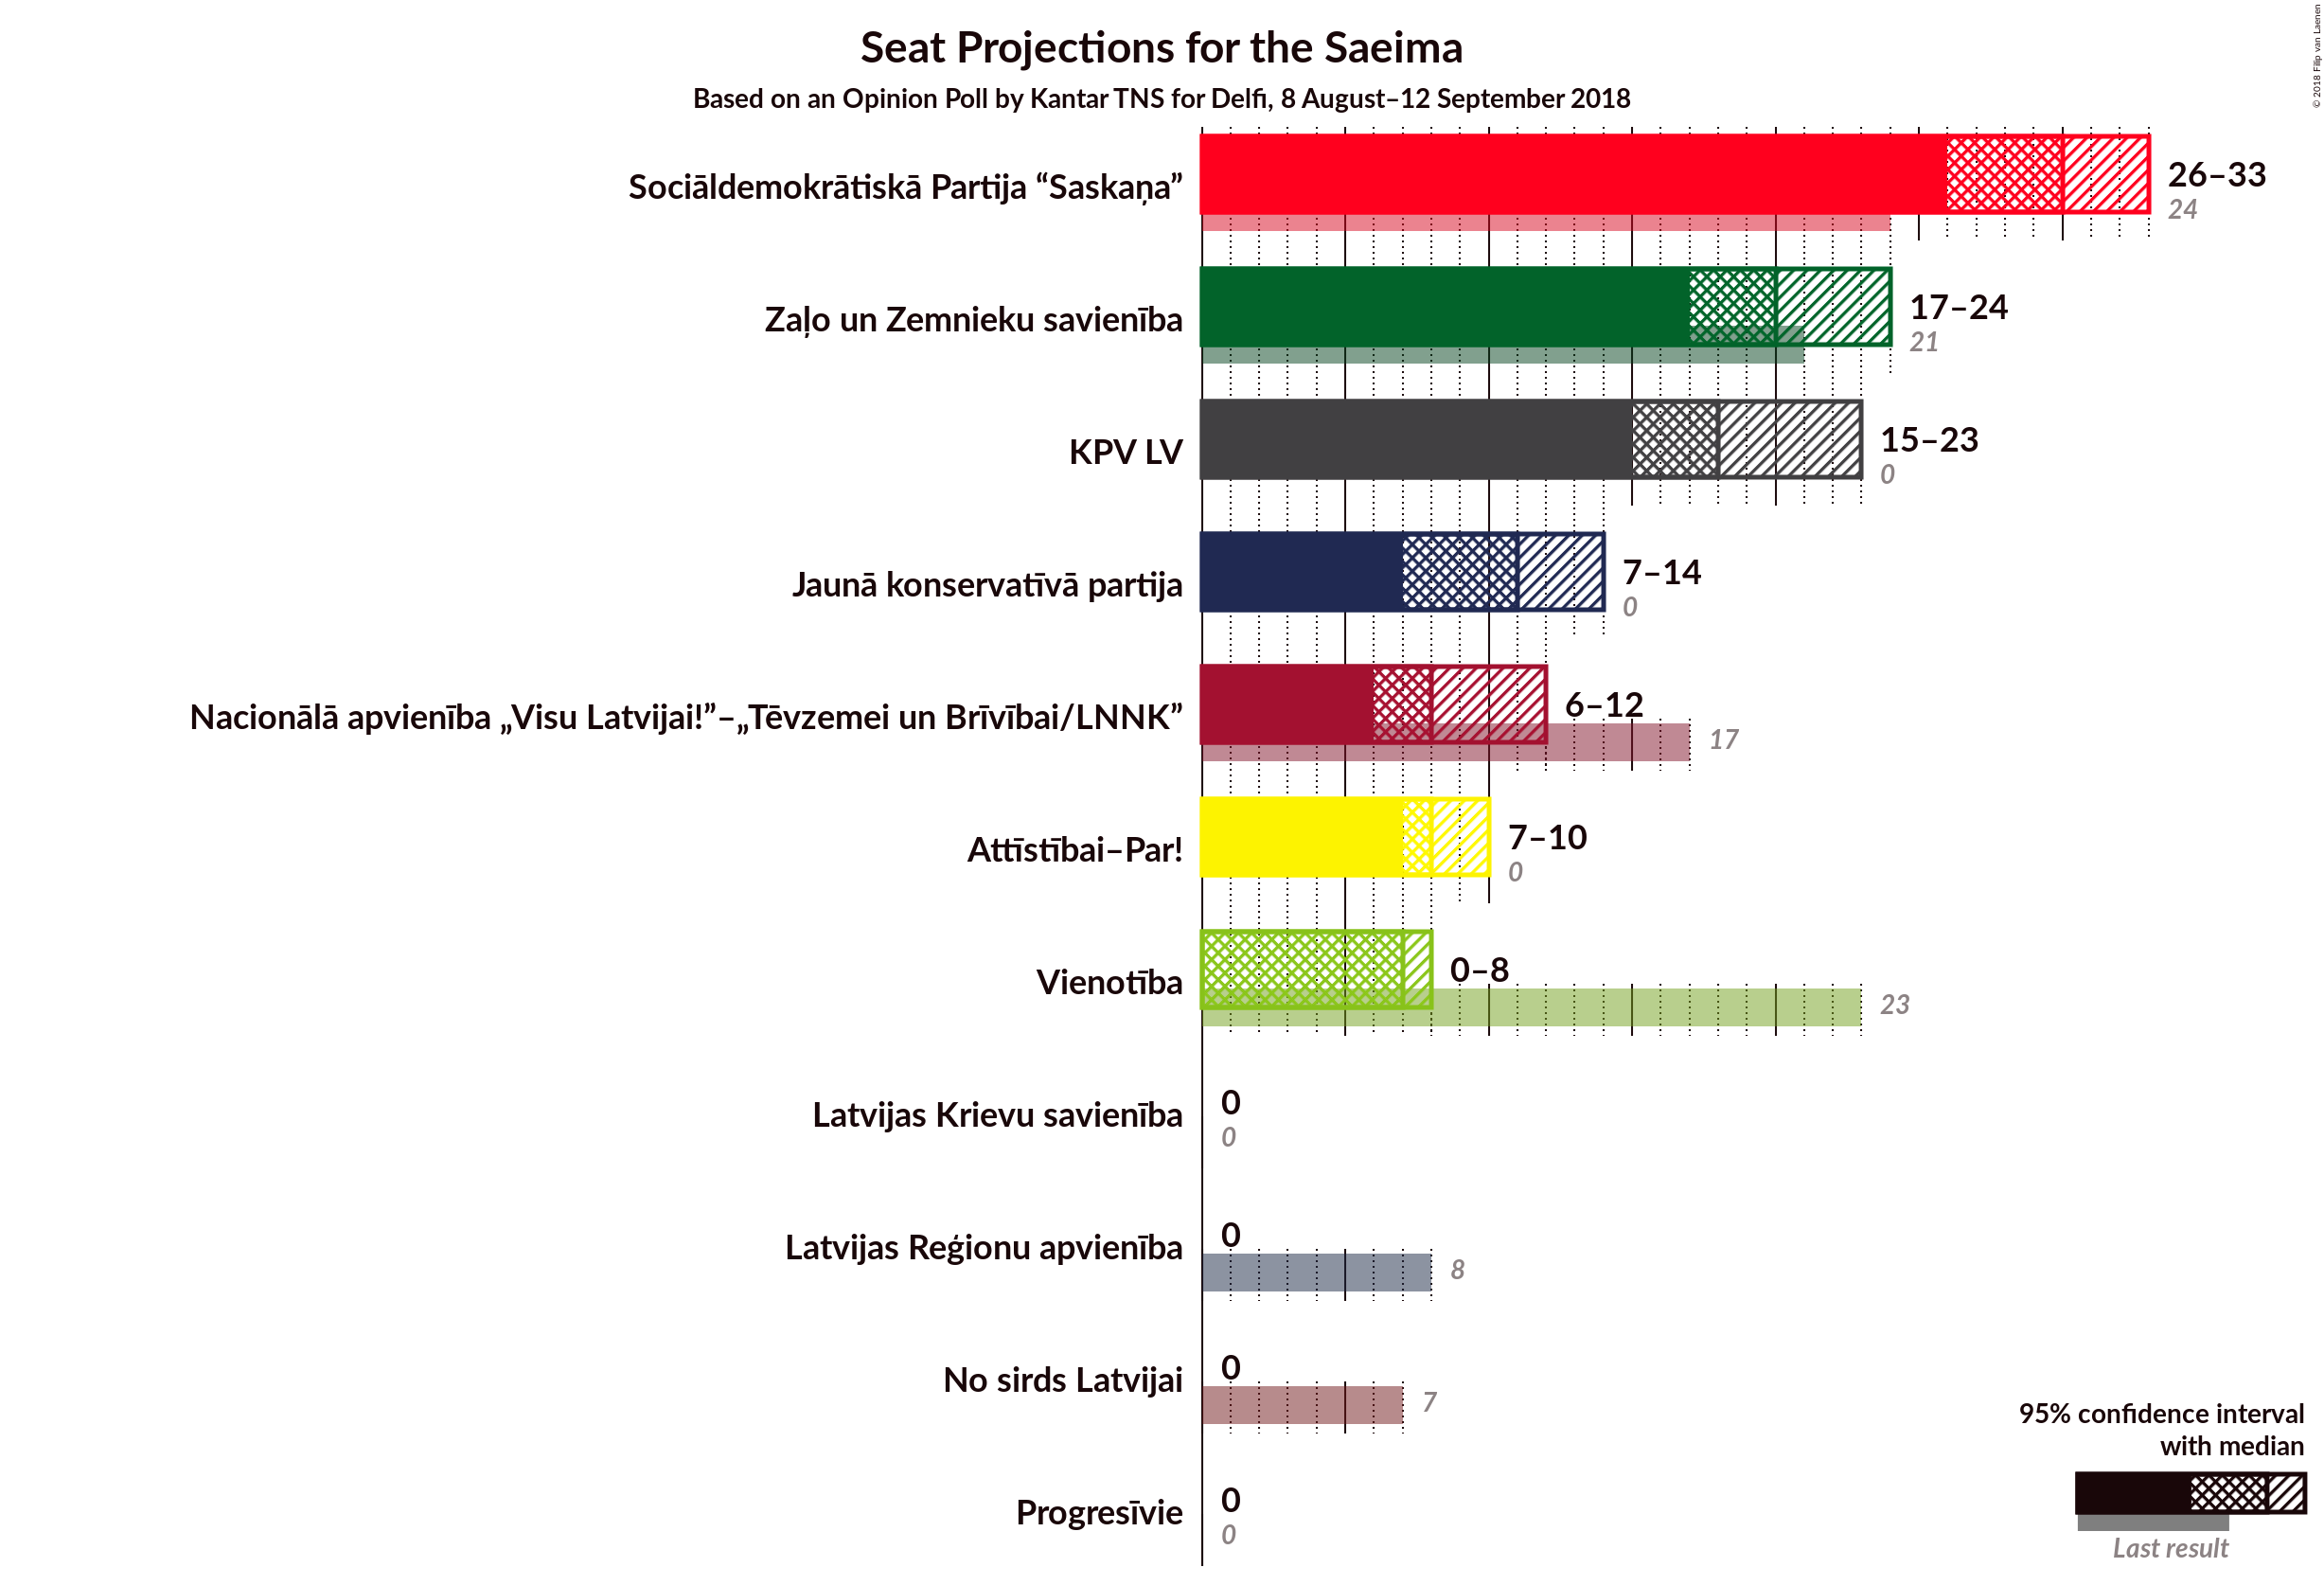 Seat Projections for the Saeima
Based on an Opinion Poll by Kantar TNS for Delfi, 8 August–12 September 2018
© 2018 Filip van Laenen
Sociāldemokrātiskā Partija “Saskaņa”
26–33
24
Zaļo un Zemnieku savienība
17–24
21
KPV LV
15–23
0
Jaunā konservatīvā partija
7–14
0
Nacionālā apvienība „Visu Latvijai!”–„Tēvzemei un Brīvībai/LNNK”
6–12
17
Attīstībai–Par!
7–10
0
Vienotība
0–8
23
Latvijas Krievu savienība
0
0
Latvijas Reģionu apvienība
0
8
No sirds Latvijai
0
7
Progresīvie
0
0
95% confidence interval
with median
Last result